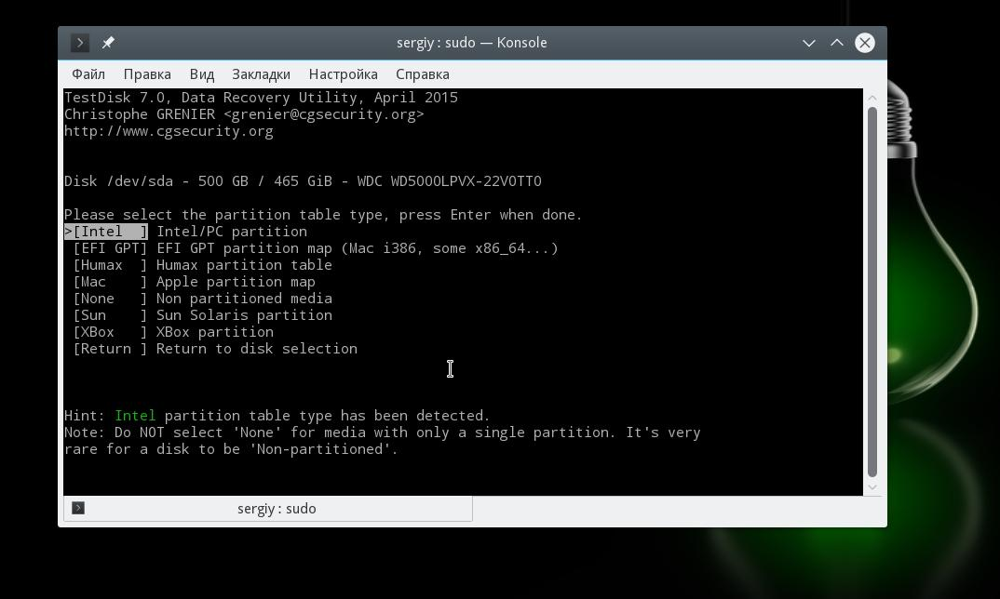 sergiy : sudo — Konsole
Файл Правка Вид Закладки Настройка Справка
TestDisk 7.0, Data Recovery Utility, April 2015
Christophe GRENIER <grenier@cgsecurity.org>
http://www.cgsecurity.org
Disk /dev/sda - 500 GB / 465 GiB - WDC WD5000LPVX-22V0TT0
Please select the partition table type, press Enter when done.
>[Intel  ] Intel/PC partition
[EFI GPT] EFI GPT partition map (Mac i386, some x86_64...)
[Humax  ] Humax partition table
[Mac    ] Apple partition map
[None   ] Non partitioned media
[Sun    ] Sun Solaris partition
[XBox   ] XBox partition
[Return ] Return to disk selection
Hint: Intel partition table type has been detected.
Note: Do NOT select 'None' for media with only a single partition. It's very
rare for a disk to be 'Non-partitioned'.
sergiy : sudo